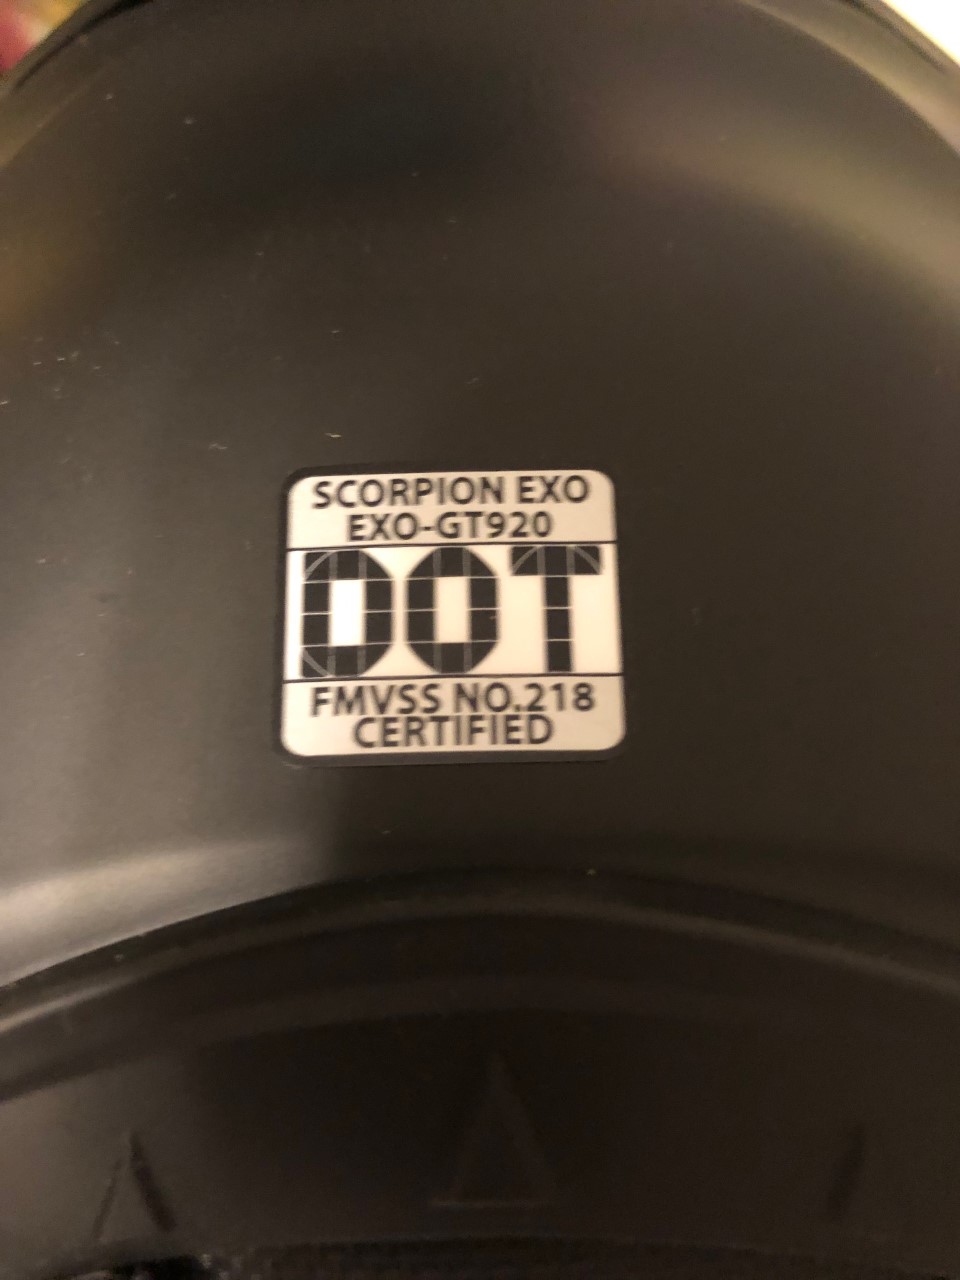 SCORPION EXO
EXO-GT920
DOT
FMVSS NO.218
CERTIFIED